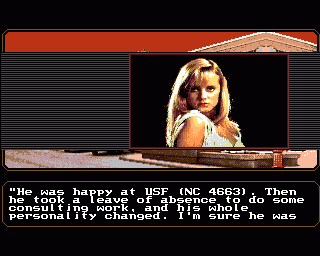 "He was happy at USF (NC 4663). Then
he took a leave of absence to do some
consulting work, and his whole
personality changed. I'm sure he was